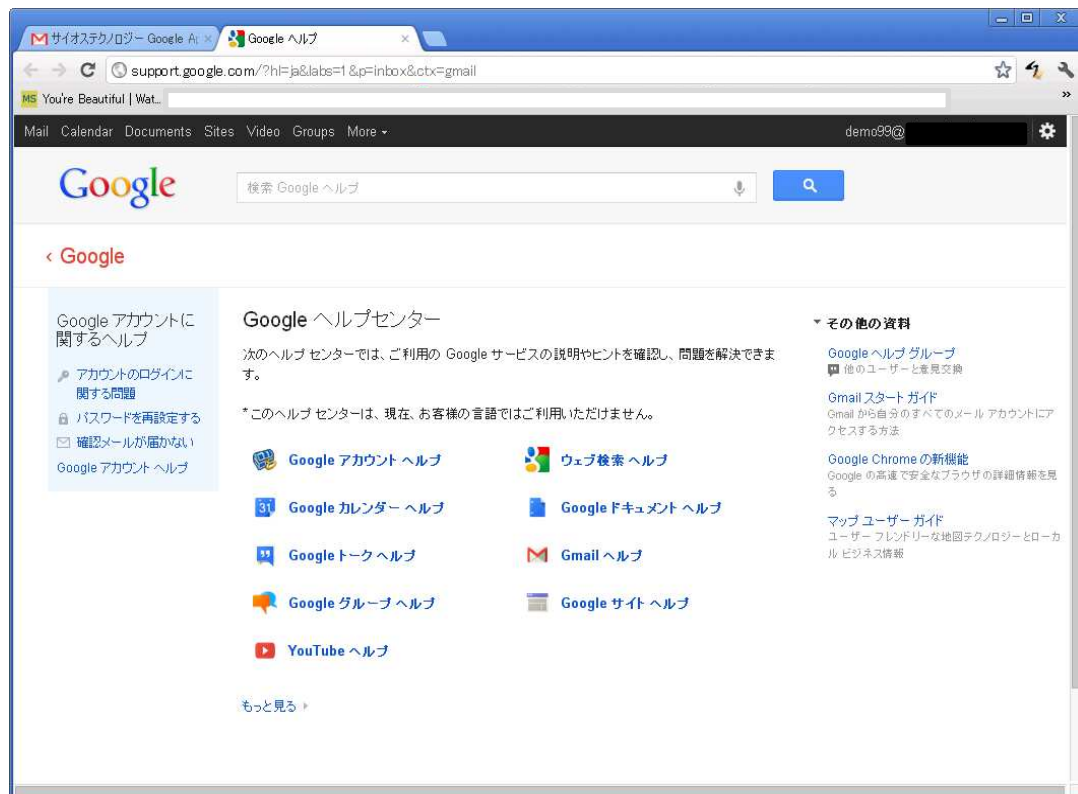 サイオステクノロジー Google A
Google ヘルプ
support.google.com/?hl=ja&labs=1&p=inbox&ctx=gmail
MS You're Beautiful | Wat...
Mail Calendar Documents Sites Video Groups More
demo99@
Google
検索 Google ヘルプ
‹ Google
Google アカウントに
関するヘルプ
アカウントのログインに
関する問題
パスワードを再設定する
確認メールが届かない
Google アカウント ヘルプ
Google ヘルプセンター
次のヘルプ センターでは、ご利用の Google サービスの説明やヒントを確認し、問題を解決できま
す。
*このヘルプ センターは、現在、お客様の言語ではご利用いただけません。
Google アカウント ヘルプ
ウェブ検索 ヘルプ
31 Google カレンダー ヘルプ
Google ドキュメント ヘルプ
Google トーク ヘルプ
Gmail ヘルプ
Google グループ ヘルプ
Google サイト ヘルプ
YouTube ヘルプ
もっと見る
その他の資料
Google ヘルプ グループ
他のユーザーと意見交換
Gmail スタート ガイド
Gmail から自分のすべてのメール アカウントにア
クセスする方法
Google Chrome の新機能
Google の高速で安全なブラウザの詳細情報を見
る
マップ ユーザー ガイド
ユーザー フレンドリーな地図テクノロジーとローカ
ル ビジネス情報